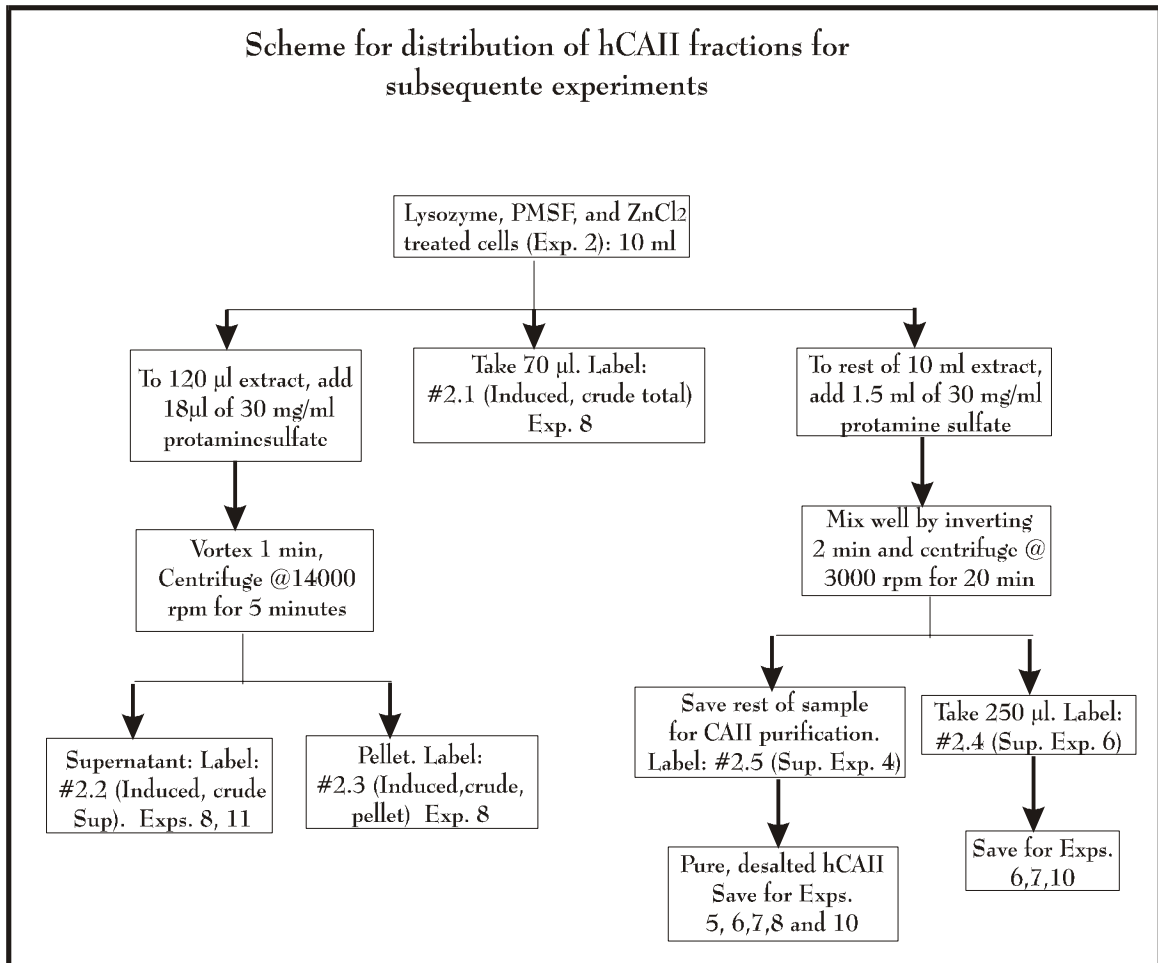 Scheme for distribution of hCAII fractions for
subsequente experiments
Lysozyme, PMSF, and ZnCl2
treated cells (Exp. 2): 10 ml
To 120 µl extract, add
18µl of 30 mg/ml
protaminesulfate
Take 70 µl. Label:
#2.1 (Induced, crude total)
Exp. 8
To rest of 10 ml extract,
add 1.5 ml of 30 mg/ml
protamine sulfate
Vortex 1 min,
Centrifuge @14000
rpm for 5 minutes
Mix well by inverting
2 min and centrifuge @
3000 rpm for 20 min
Supernatant: Label:
#2.2 (Induced, crude
Sup). Exps. 8, 11
Pellet. Label:
#2.3 (Induced,crude,
pellet) Exp. 8
Save rest of sample
for CAII purification.
Label: #2.5 (Sup. Exp. 4)
Take 250 µl. Label:
#2.4 (Sup. Exp. 6)
Pure, desalted hCAII
Save for Exps.
5, 6,7,8 and 10
Save for Exps.
6,7,10